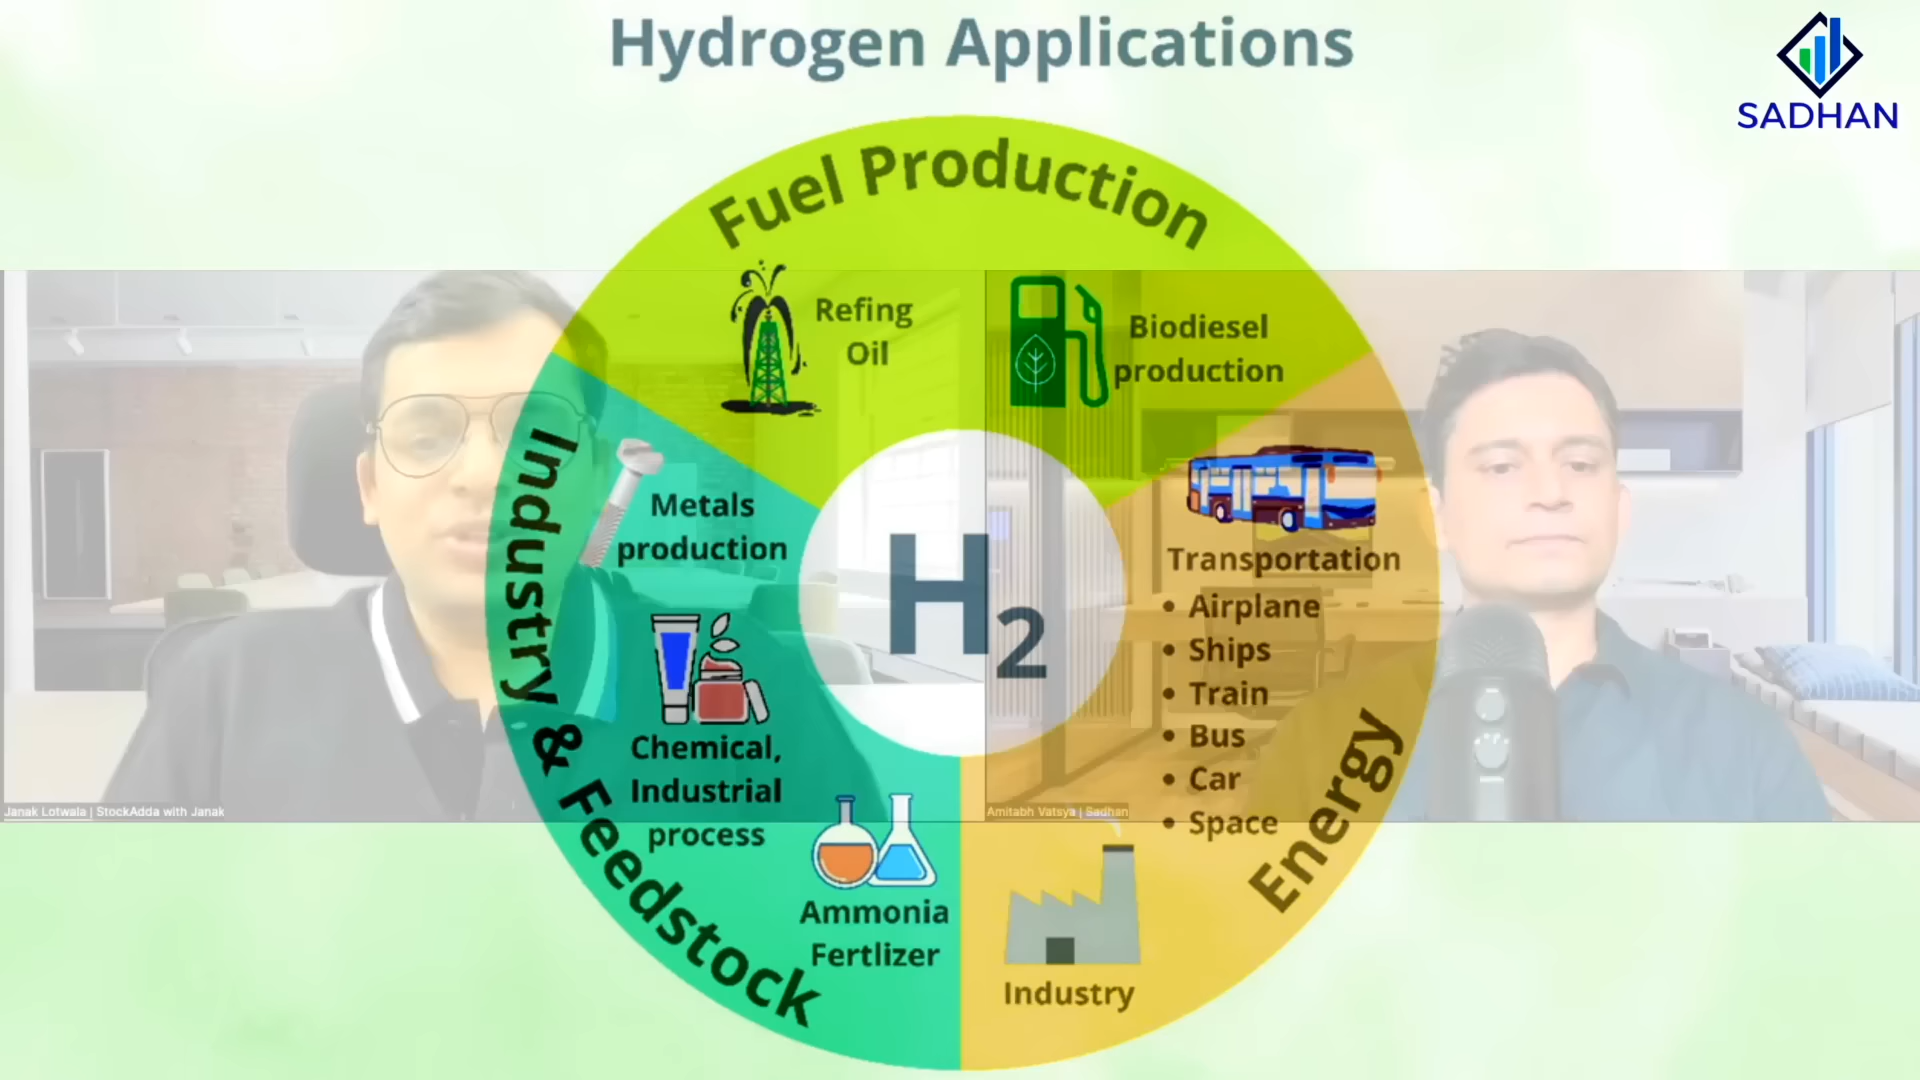 Hydrogen Applications
SADHAN
Fuel Production
Refing
Oil
Biodiesel
production
Industry & Feedstock
Metals
production
Chemical,
Industrial
process
Ammonia
Fertlizer
H2
Transportation
• Airplane
• Ships
• Train
• Bus
• Car
• Space
Energy
Industry
Janak Lotwala | StockAdda with Janak
Amitabh Vatsya | Sadhan